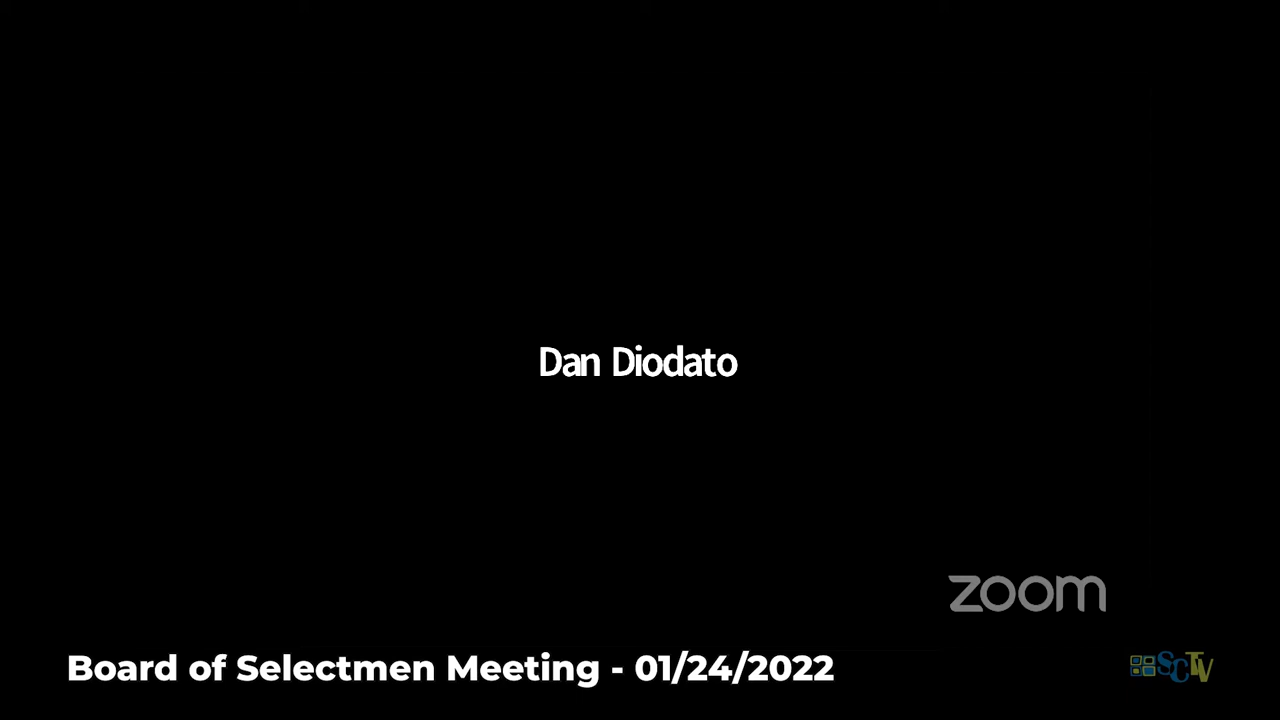 Dan Diodato
zoom
Board of Selectmen Meeting - 01/24/2022
SCTV